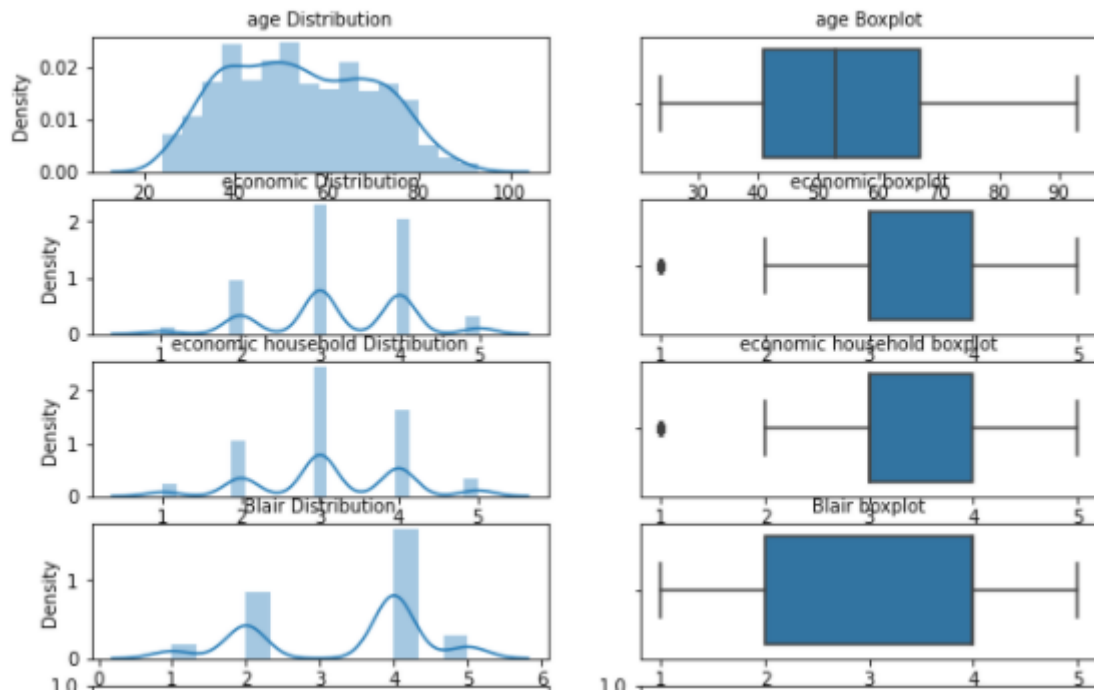 age Distribution
age Boxplot
Density
0.02
0.01
0.00
20 40 60 80 100
30 40 50 60 70 80 90
economic Distribution
economic boxplot
Density
2
1
0
1 2 3 4 5
1 2 3 4 5
economic household Distribution
economic household boxplot
Density
2
1
0
1 2 3 4 5
1 2 3 4 5
Blair Distribution
Blair boxplot
Density
1
0
0 1 2 3 4 5 6
1 2 3 4 5
1.0
1.0